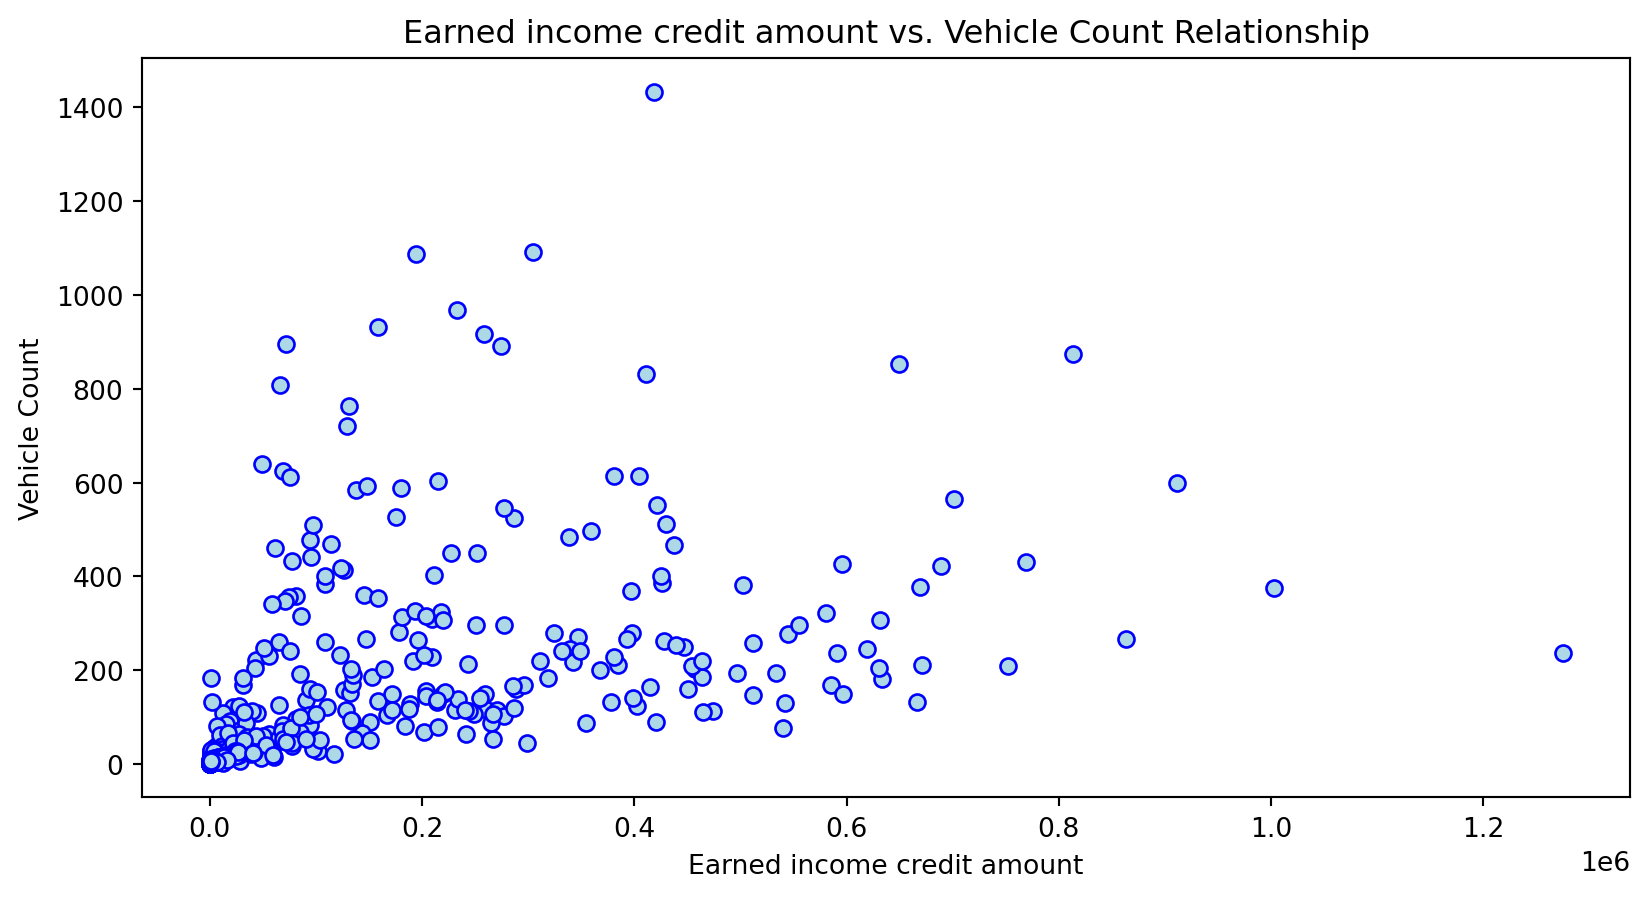 Earned income credit amount vs. Vehicle Count Relationship
1400
1200
1000
800
600
400
200
0
Vehicle Count
0.0 0.2 0.4 0.6 0.8 1.0 1.2
1e6
Earned income credit amount